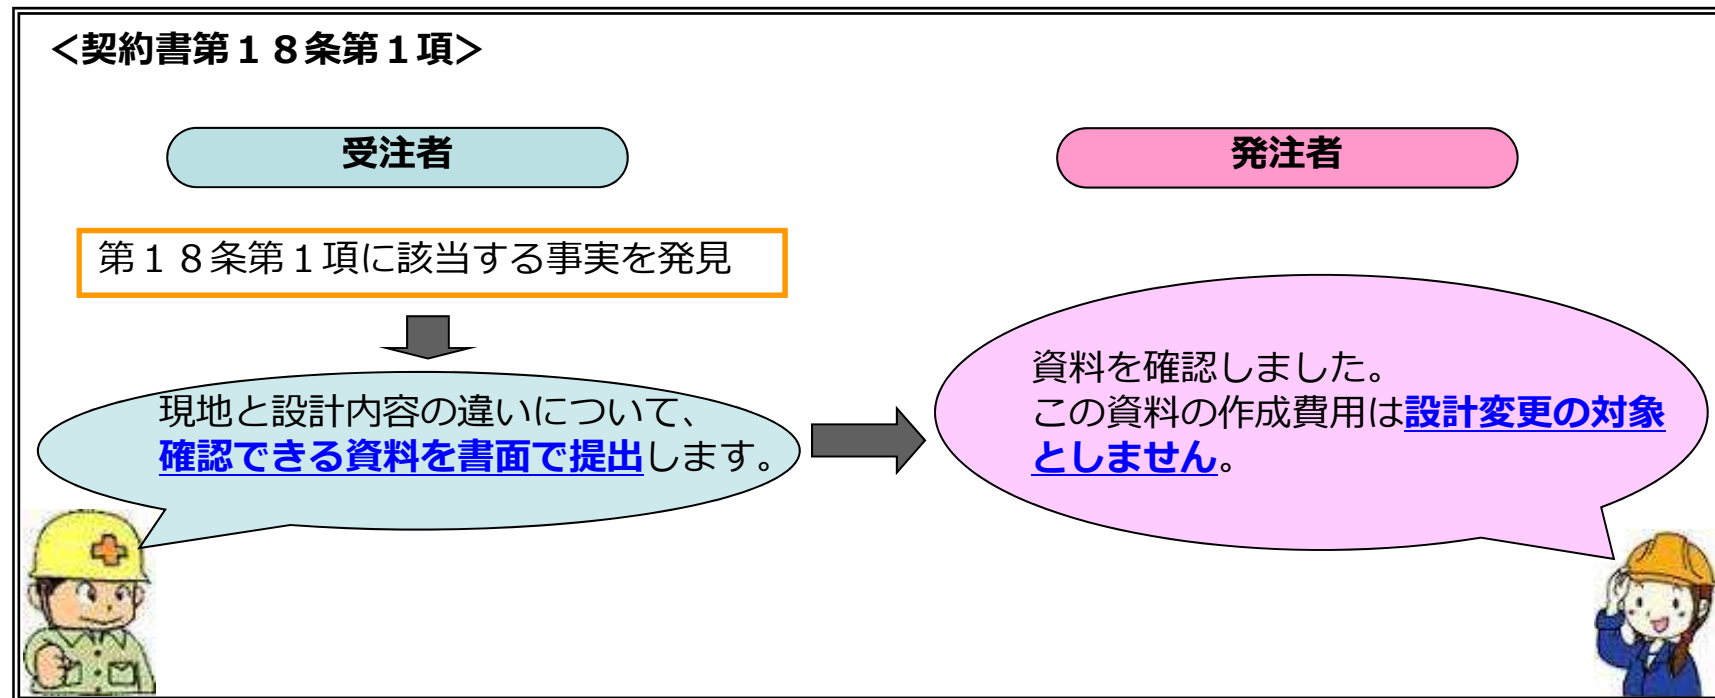 ＜契約書第１８条第１項＞
受注者
発注者
第１８条第１項に該当する事実を発見
現地と設計内容の違いについて、
確認できる資料を書面で提出します。
資料を確認しました。
この資料の作成費用は設計変更の対象
としません。